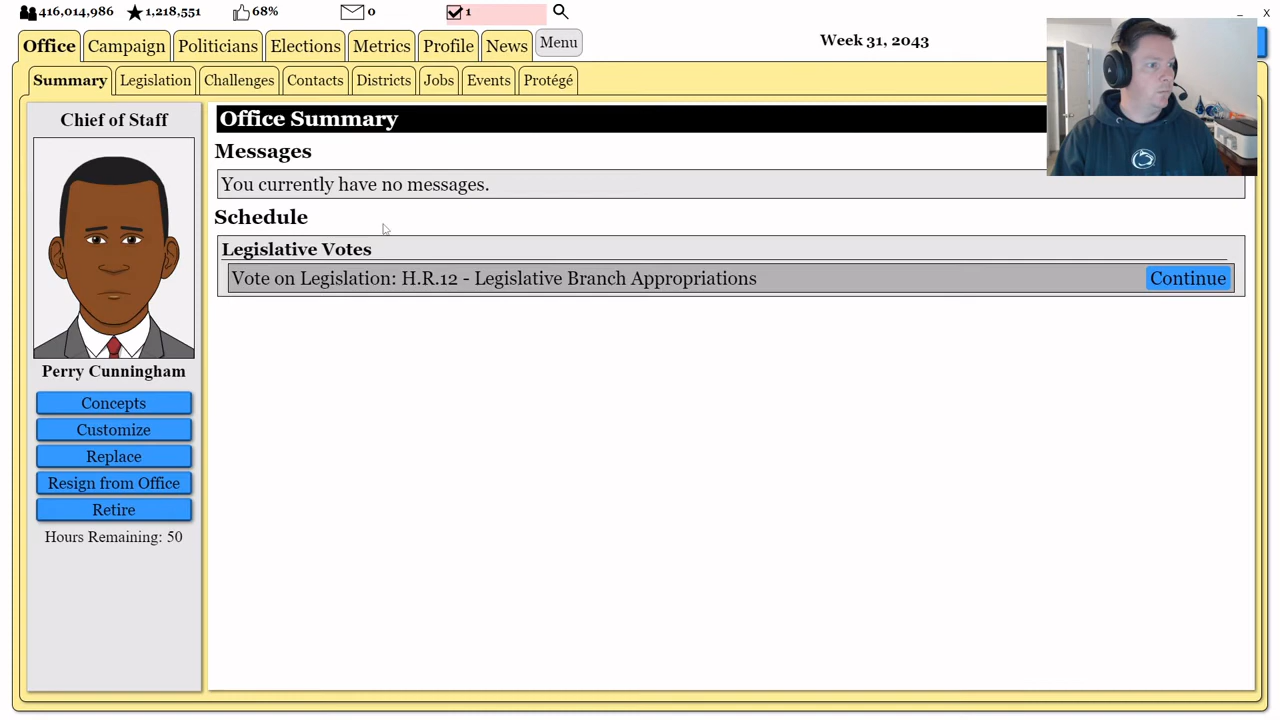 416,014,986 1,218,551 68% 0 1
_ X
Office Campaign Politicians Elections Metrics Profile News Menu
Week 31, 2043
Summary Legislation Challenges Contacts Districts Jobs Events Protégé
Chief of Staff
Perry Cunningham
Concepts
Customize
Replace
Resign from Office
Retire
Hours Remaining: 50
Office Summary
Messages
You currently have no messages.
Schedule
Legislative Votes
Vote on Legislation: H.R.12 - Legislative Branch Appropriations Continue